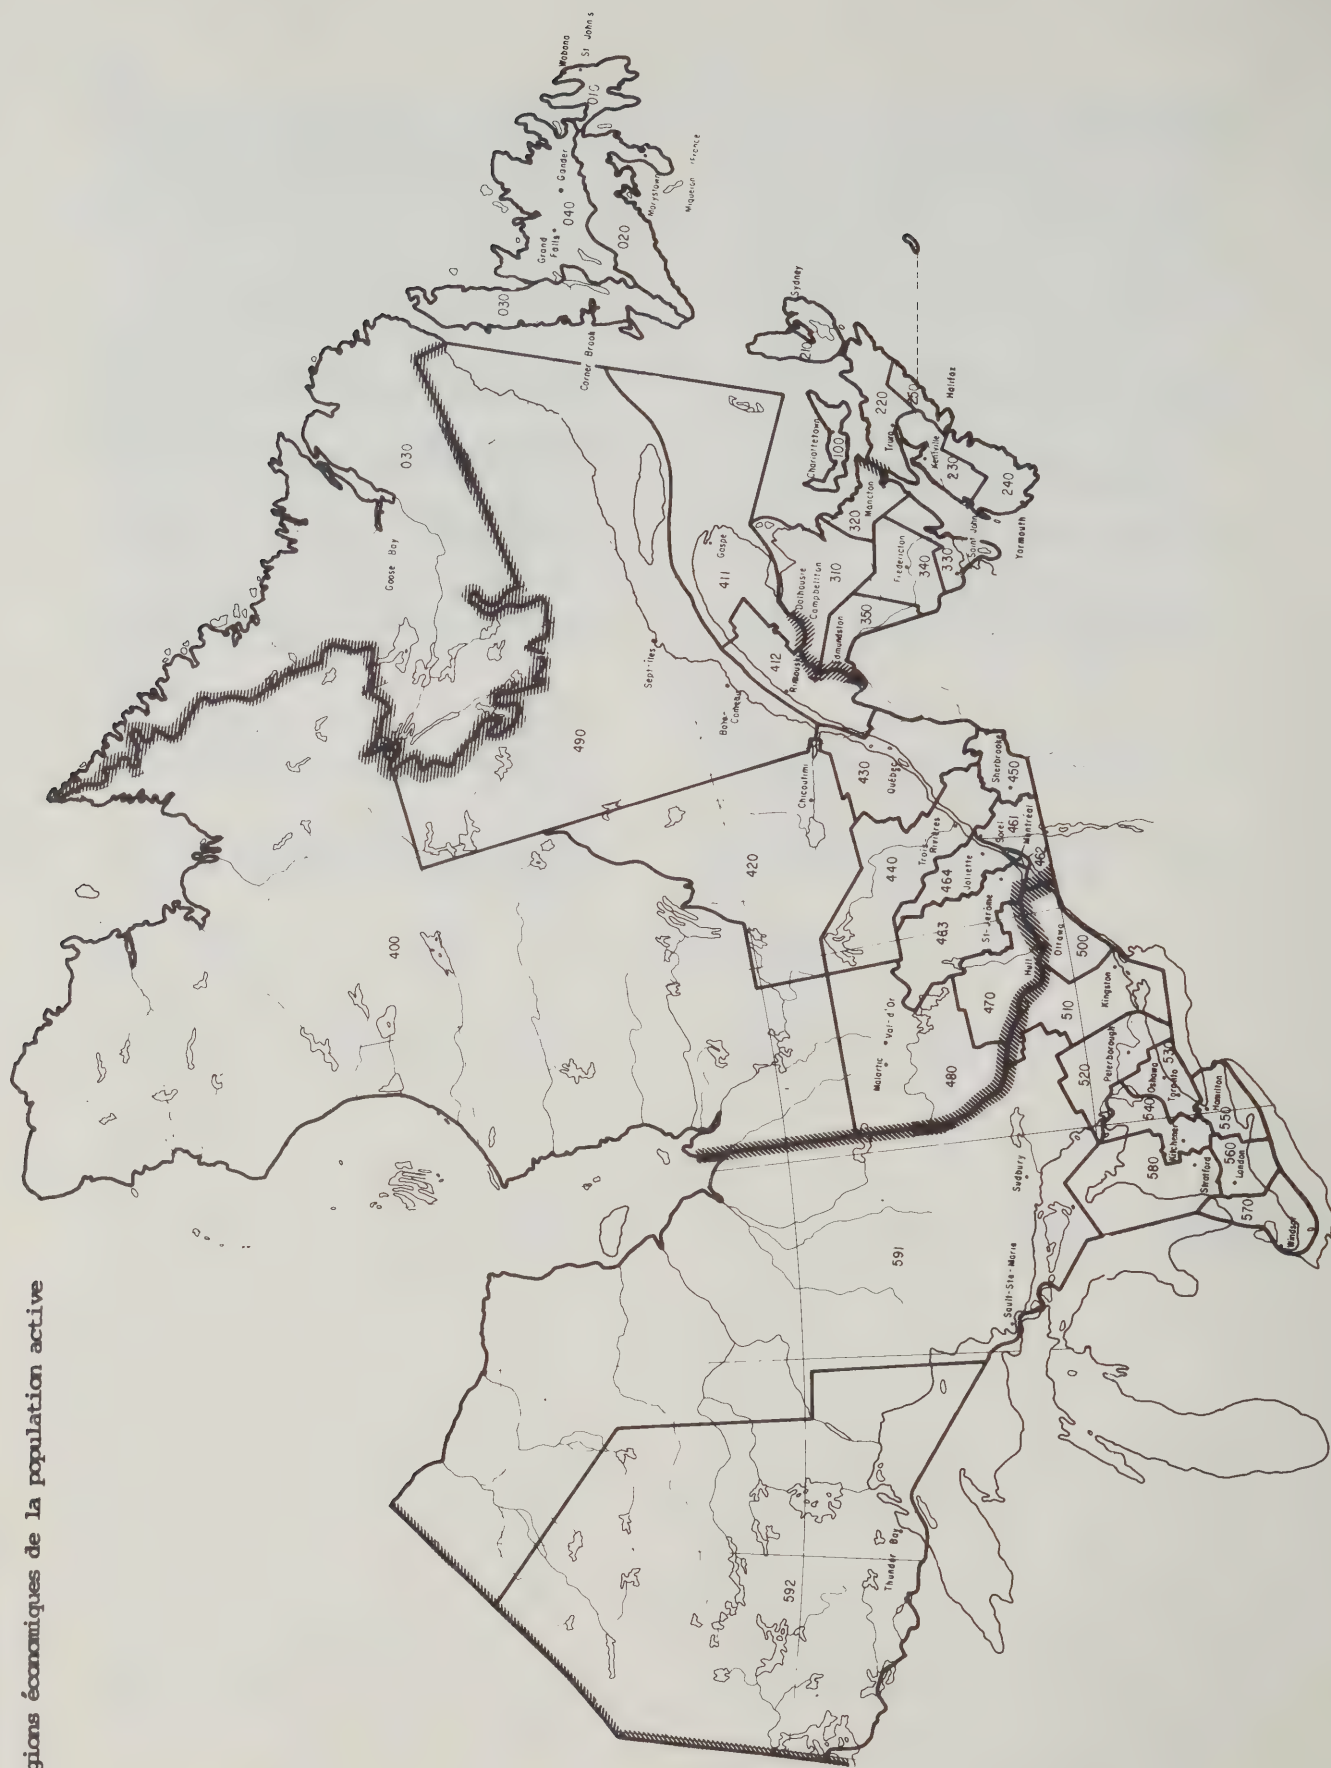 gions économiques de la population active
Wabana
St John s
010
Gander
040
Grand
Falls
020
Marystown
Miquelon
030
Corner Brook
030
Goose Bay
Sydney
210
Charlottetown
100
220
Truro
250
Halifax
Kentville
230
240
Yarmouth
Moncton
320
Saint John
330
Fredericton
340
310
350
Dalhousie
Campbellton
Edmundston
411
Gaspe
412
Rimouski
Sept-Iles
Baie-
Comeau
490
400
420
Chicoutimi
430
Québec
440
Trois
Rivières
464
Joliette
463
St-Jerome
Sherbrooke
450
Sorel
461
Montréal
462
470
Hull
Ottawa
500
Malartic
Val-d'Or
480
510
Kingston
520
Peterborough
530
Oshawa
Toronto
540
Hamilton
550
Kitchener
580
Stratford
560
London
570
Windsor
Sudbury
591
Sault-Ste-Marie
592
Thunder Bay